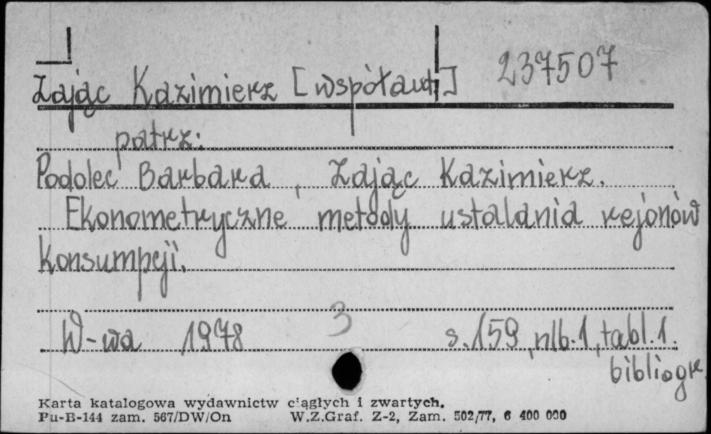 Zając Kazimierz [współaut.] 237507
patrz:
Podolec Barbara, Zając Kazimierz.
Ekonometryczne metody ustalania rejonów
konsumpcji.
W-wa 1978 3 s. 159, nlb. 1, tabl. 1.
bibliogr.
Karta katalogowa wydawnictw ciągłych i zwartych.
Pu-B-144 zam. 567/DW/On W.Z.Graf. Z-2, Zam. 502/77, 6 400 000